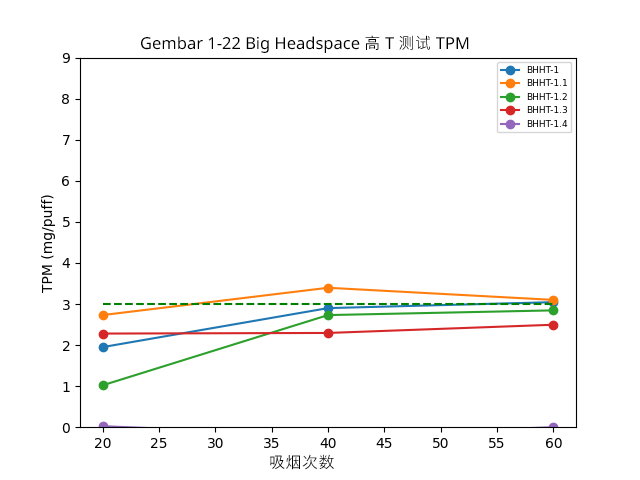 Gembar 1-22 Big Headspace 高 T 测试 TPM
9
8
7
6
5
4
3
2
1
0
TPM (mg/puff)
BHHT-1
BHHT-1.1
BHHT-1.2
BHHT-1.3
BHHT-1.4
20 25 30 35 40 45 50 55 60
吸烟次数